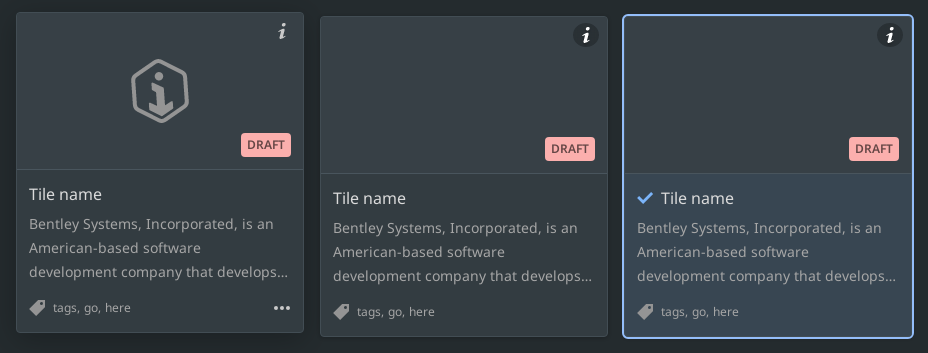 DRAFT
Tile name
Bentley Systems, Incorporated, is an
American-based software
development company that develops...
tags, go, here
DRAFT
Tile name
Bentley Systems, Incorporated, is an
American-based software
development company that develops...
tags, go, here
DRAFT
Tile name
Bentley Systems, Incorporated, is an
American-based software
development company that develops...
tags, go, here